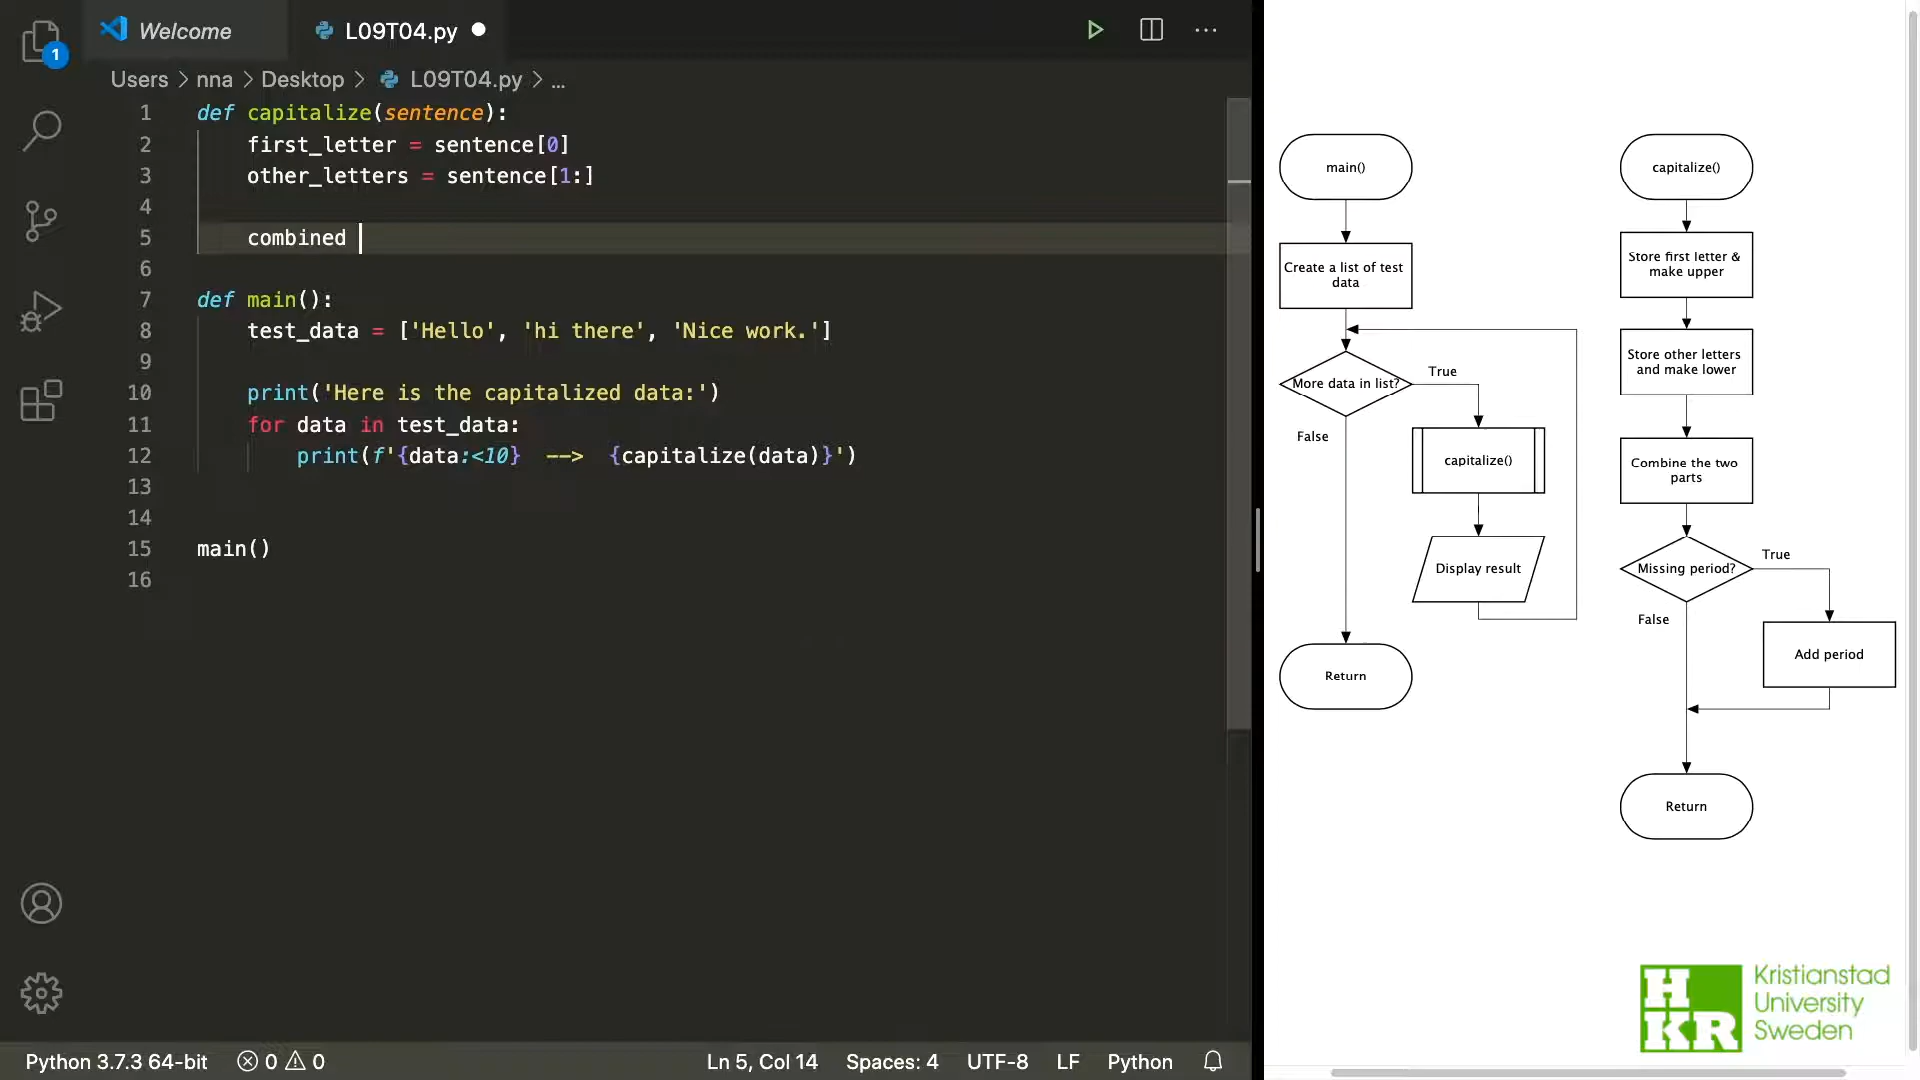 Welcome
L09T04.py
1
Users > nna > Desktop > L09T04.py > ...
1 def capitalize(sentence):
2 first_letter = sentence[0]
3 other_letters = sentence[1:]
4
5 combined
6
7 def main():
8 test_data = ['Hello', 'hi there', 'Nice work.']
9
10 print('Here is the capitalized data:')
11 for data in test_data:
12 print(f'{data:<10} --> {capitalize(data)}')
13
14
15 main()
16
Python 3.7.3 64-bit 0 0
Ln 5, Col 14 Spaces: 4 UTF-8 LF Python
main()
Create a list of test
data
More data in list?
True
False
capitalize()
Display result
Return
capitalize()
Store first letter &
make upper
Store other letters
and make lower
Combine the two
parts
Missing period?
True
False
Add period
Return
H
KR
Kristianstad
University
Sweden